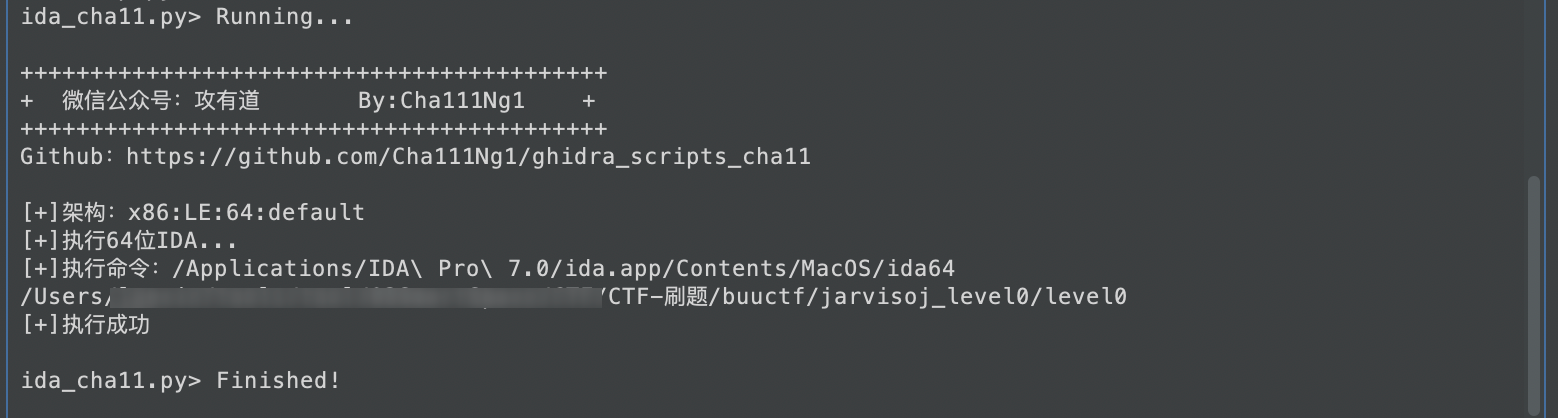 ida_cha11.py> Running...
++++++++++++++++++++++++++++++++++++++++++
+ 微信公众号：攻有道 By:Cha111Ng1 +
++++++++++++++++++++++++++++++++++++++++++
Github：https://github.com/Cha111Ng1/ghidra_scripts_cha11
[+]架构：x86:LE:64:default
[+]执行64位IDA...
[+]执行命令：/Applications/IDA\ Pro\ 7.0/ida.app/Contents/MacOS/ida64
/Users/ /CTF-刷题/buuctf/jarvisoj_level0/level0
[+]执行成功
ida_cha11.py> Finished!